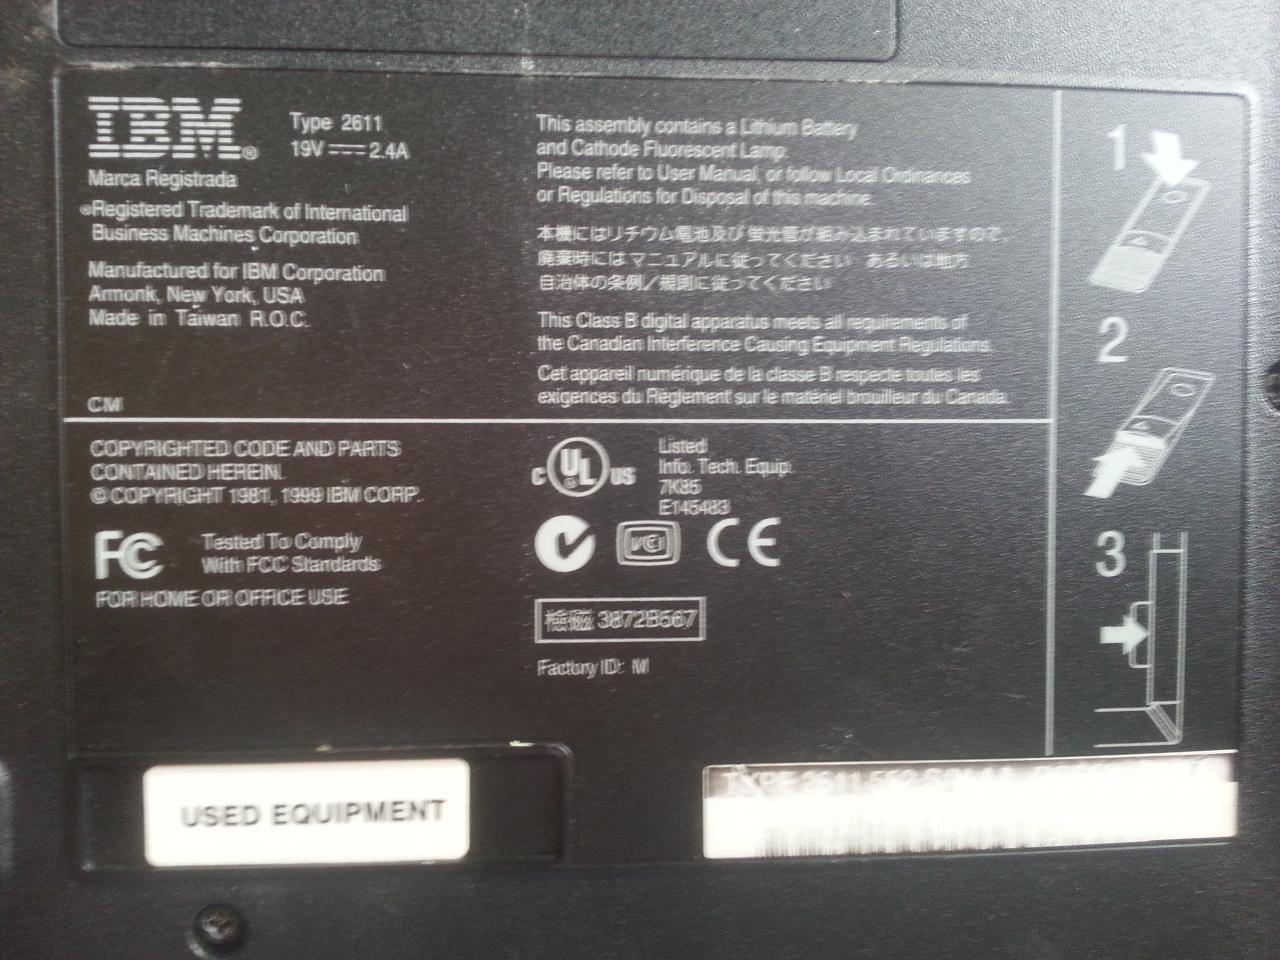 IBM®
Type 2611
19V 2.4A
Marca Registrada
®Registered Trademark of International
Business Machines Corporation
Manufactured for IBM Corporation
Armonk, New York, USA
Made in Taiwan R.O.C.
CM
This assembly contains a Lithium Battery
and Cathode Fluorescent Lamp.
Please refer to User Manual, or follow Local Ordinances
or Regulations for Disposal of this machine.
本機にはリチウム電池及び蛍光管が組み込まれていますので、
廃棄時にはマニュアルに従ってください あるいは地方
自治体の条例／規則に従ってください
This Class B digital apparatus meets all requirements of
the Canadian Interference Causing Equipment Regulations.
Cet appareil numérique de la classe B respecte toutes les
exigences du Règlement sur le matériel brouilleur du Canada.
COPYRIGHTED CODE AND PARTS
CONTAINED HEREIN.
© COPYRIGHT 1981, 1999 IBM CORP.
FC
Tested To Comply
With FCC Standards
FOR HOME OR OFFICE USE
C UL ® US
Listed
Info. Tech. Equip.
7K85
E145483
VCI
CE
3872B567
Factory ID: M
1
2
3
USED EQUIPMENT